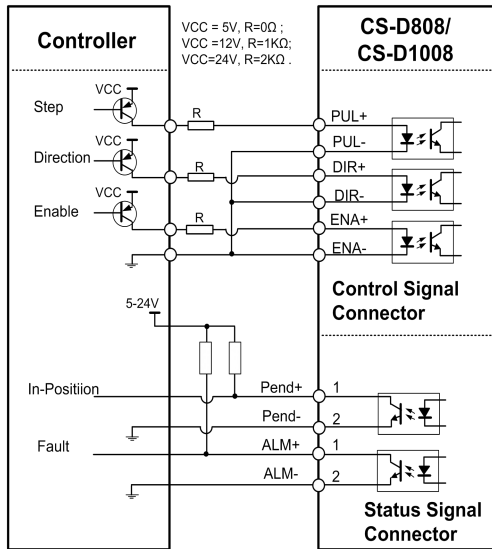 Controller
VCC = 5V, R=0Ω ;
VCC =12V, R=1KΩ;
VCC=24V, R=2KΩ .
CS-D808/
CS-D1008
VCC
Step
R
PUL+
VCC
PUL-
Direction
R
DIR+
VCC
DIR-
Enable
R
ENA+
ENA-
Control Signal
Connector
5-24V
In-Positiion
Pend+
1
Pend-
2
Fault
ALM+
1
ALM-
2
Status Signal
Connector